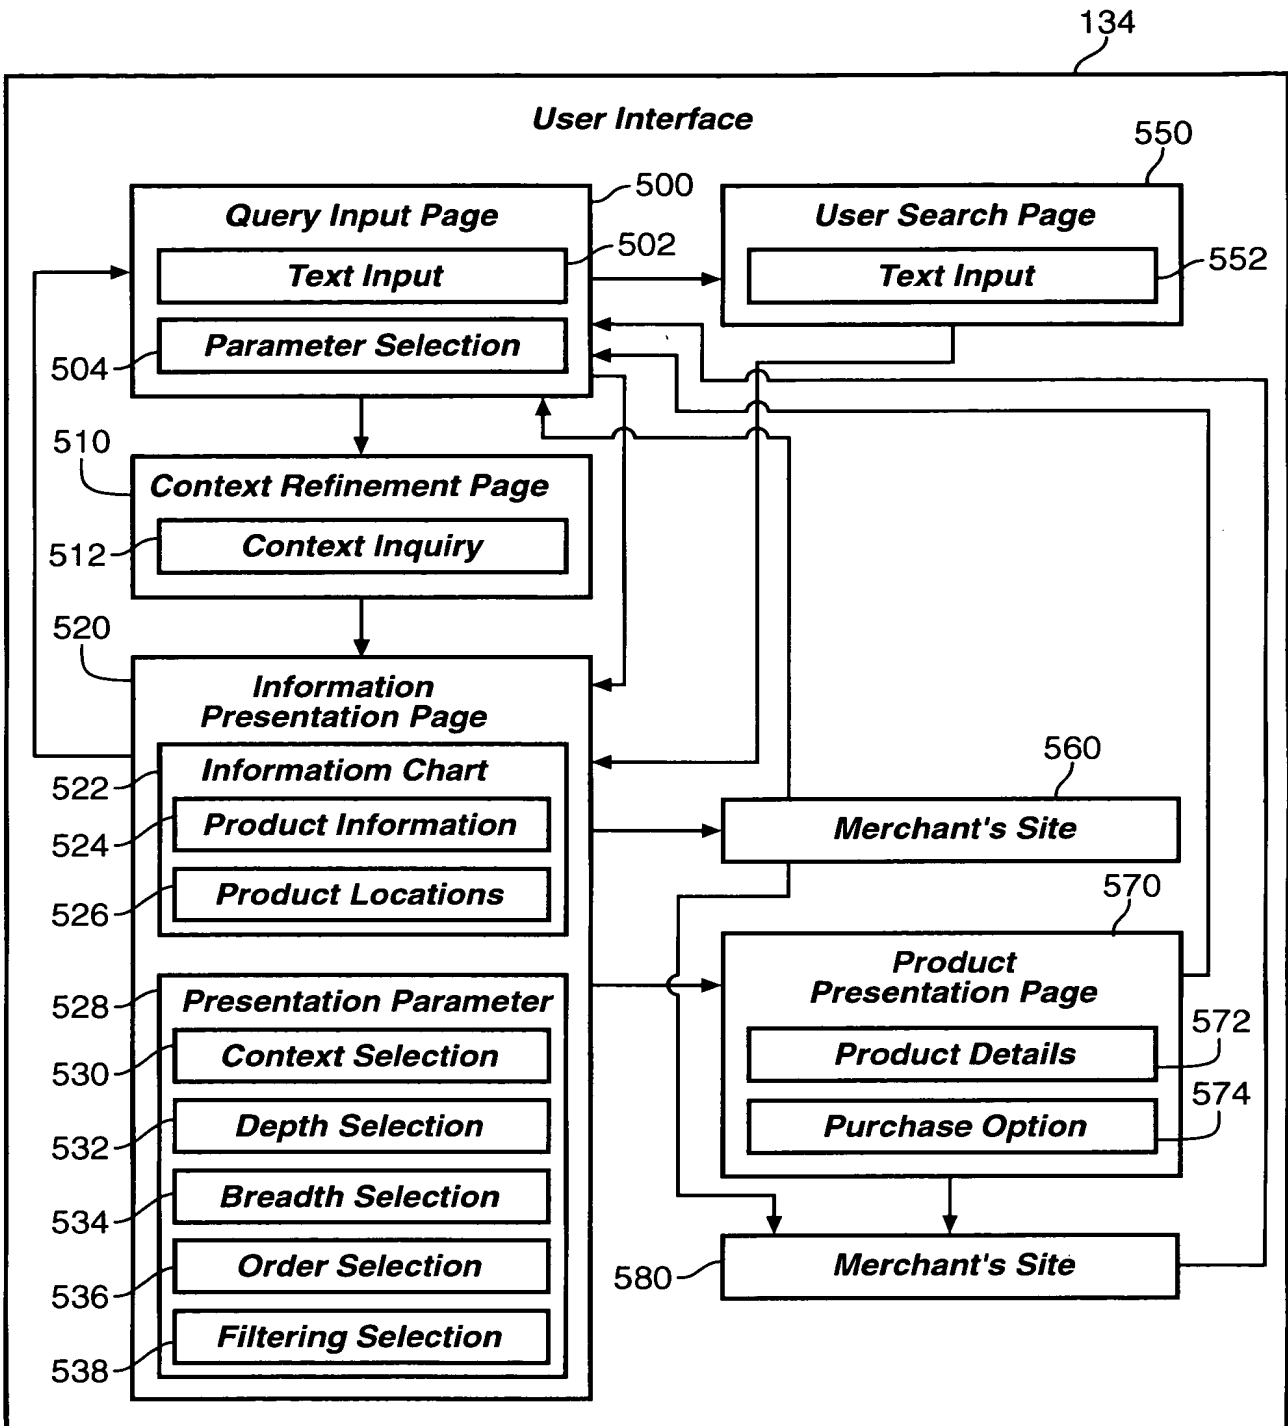 134
User Interface
550
500
Query Input Page
User Search Page
502
Text Input
Text Input
552
Parameter Selection
504
510
Context Refinement Page
Context Inquiry
512
520
Information
Presentation Page
560
Informatiom Chart
522
Product Information
Merchant's Site
524
Product Locations
570
526
Product
Presentation Page
Presentation Parameter
528
572
Context Selection
Product Details
530
574
Depth Selection
Purchase Option
532
Breadth Selection
534
Order Selection
Merchant's Site
580
536
Filtering Selection
538